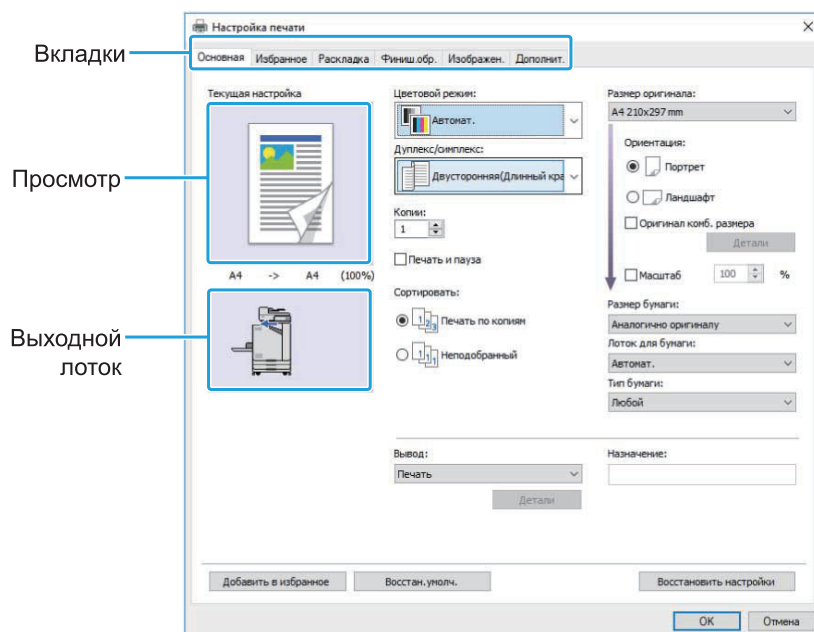 Настройка печати
Вкладки
Основная Избранное Раскладка Финиш.обр. Изображен. Дополнит.
Текущая настройка
Просмотр
A4 -> A4 (100%)
Выходной
лоток
Цветовой режим:
Автомат.
Дуплекс/симплекс:
Двусторонняя(Длинный кра
Копии:
1
Печать и пауза
Сортировать:
123
Печать по копиям
111
Неподобранный
Размер оригинала:
A4 210x297 mm
Ориентация:
Портрет
Ландшафт
Оригинал комб. размера
Детали
Масштаб 100 %
Размер бумаги:
Аналогично оригиналу
Лоток для бумаги:
Автомат.
Тип бумаги:
Любой
Вывод:
Печать
Детали
Назначение:
Добавить в избранное Восстан.умолч. Восстановить настройки
OK Отмена